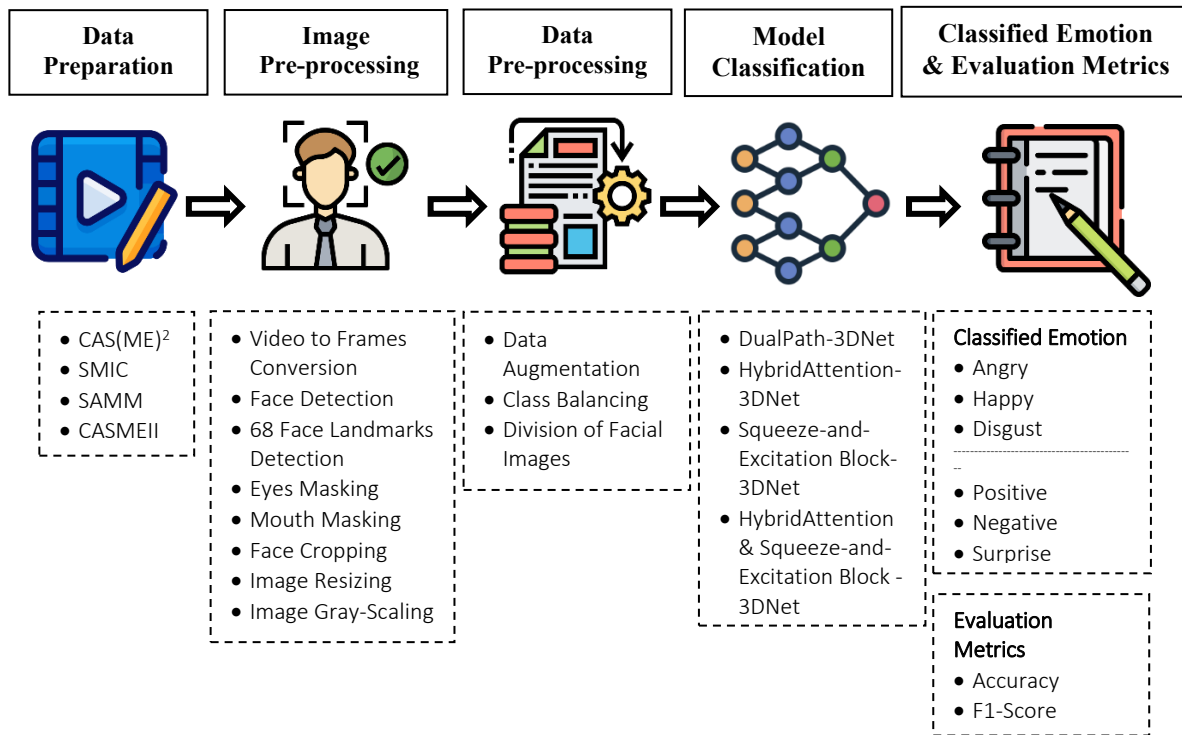 Data
Preparation
Image
Pre-processing
Data
Pre-processing
Model
Classification
Classified Emotion
& Evaluation Metrics
• CAS(ME)²
• SMIC
• SAMM
• CASMEII
• Video to Frames
Conversion
• Face Detection
• 68 Face Landmarks
Detection
• Eyes Masking
• Mouth Masking
• Face Cropping
• Image Resizing
• Image Gray-Scaling
• Data
Augmentation
• Class Balancing
• Division of Facial
Images
• DualPath-3DNet
• HybridAttention-
3DNet
• Squeeze-and-
Excitation Block-
3DNet
• HybridAttention
& Squeeze-and-
Excitation Block -
3DNet
Classified Emotion
• Angry
• Happy
• Disgust
• Positive
• Negative
• Surprise
Evaluation
Metrics
• Accuracy
• F1-Score